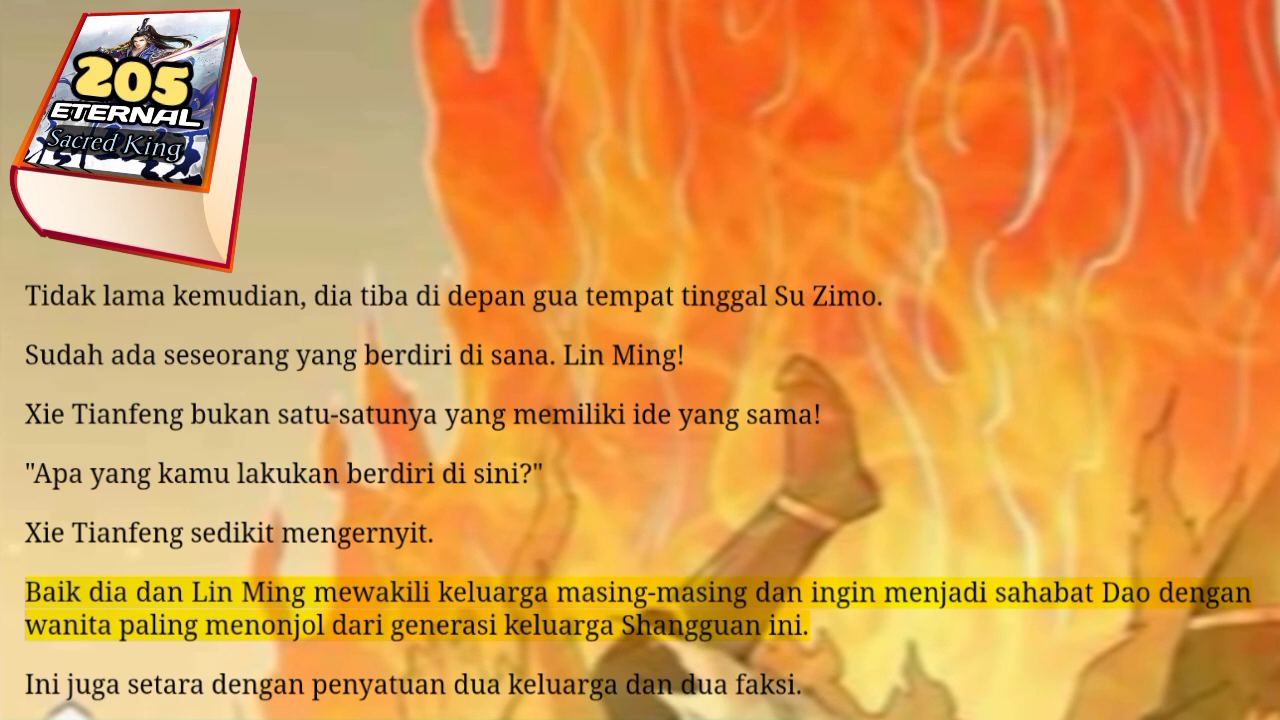 205
ETERNAL
Sacred King
Tidak lama kemudian, dia tiba di depan gua tempat tinggal Su Zimo.
Sudah ada seseorang yang berdiri di sana. Lin Ming!
Xie Tianfeng bukan satu-satunya yang memiliki ide yang sama!
"Apa yang kamu lakukan berdiri di sini?"
Xie Tianfeng sedikit mengernyit.
Baik dia dan Lin Ming mewakili keluarga masing-masing dan ingin menjadi sahabat Dao dengan
wanita paling menonjol dari generasi keluarga Shangguan ini.
Ini juga setara dengan penyatuan dua keluarga dan dua faksi.